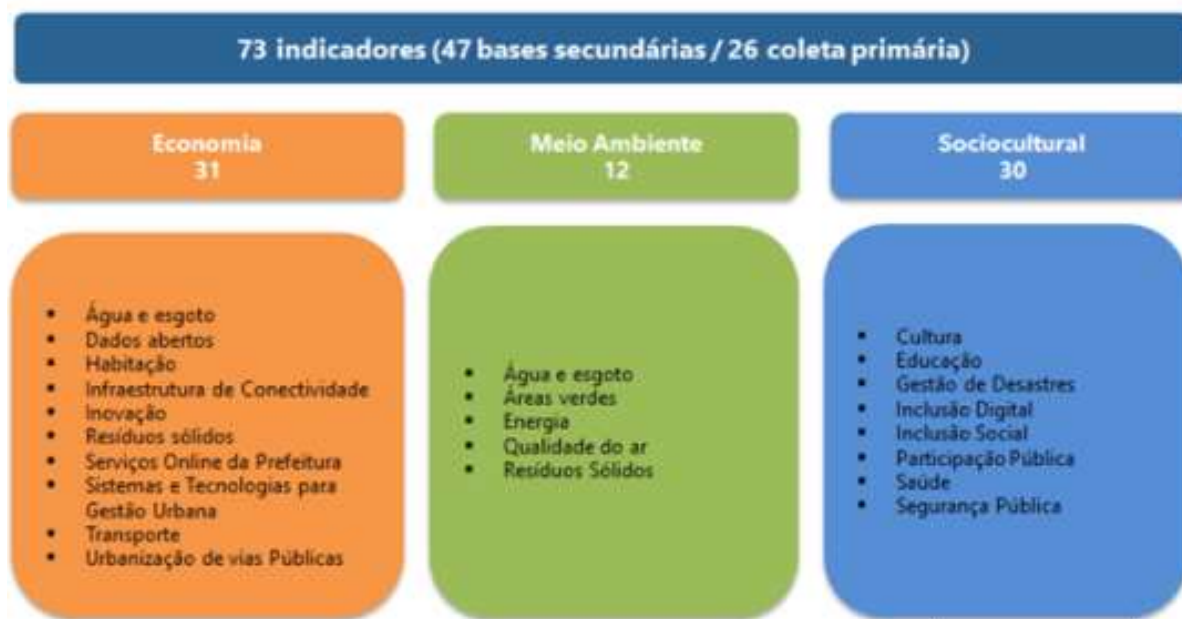 73 indicadores (47 bases secundárias / 26 coleta primária)
Economia
31
Meio Ambiente
12
Sociocultural
30
▪ Água e esgoto
▪ Dados abertos
▪ Habitação
▪ Infraestrutura de Conectividade
▪ Inovação
▪ Resíduos sólidos
▪ Serviços Online da Prefeitura
▪ Sistemas e Tecnologias para
Gestão Urbana
▪ Transporte
▪ Urbanização de vias Públicas
▪ Água e esgoto
▪ Áreas verdes
▪ Energia
▪ Qualidade do ar
▪ Resíduos Sólidos
▪ Cultura
▪ Educação
▪ Gestão de Desastres
▪ Inclusão Digital
▪ Inclusão Social
▪ Participação Pública
▪ Saúde
▪ Segurança Pública